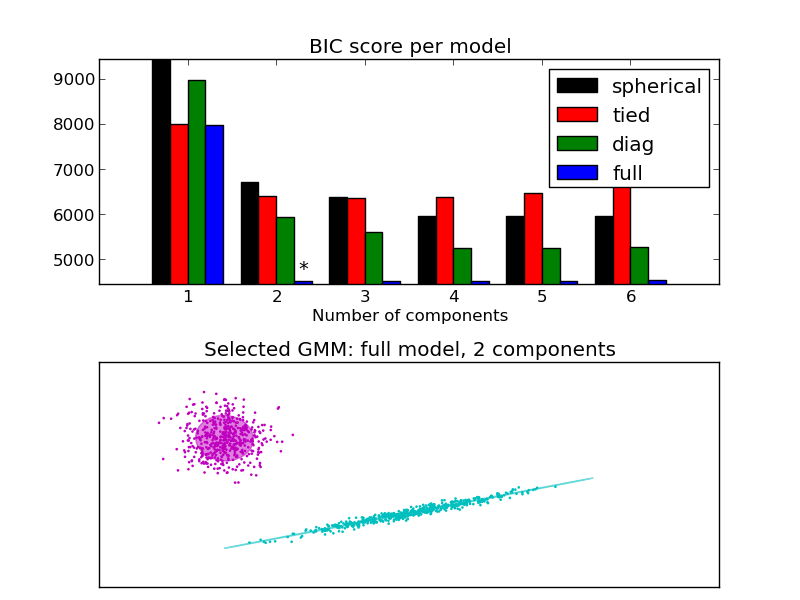 BIC score per model
9000
8000
7000
6000
5000
spherical
tied
diag
full
*
1 2 3 4 5 6
Number of components
Selected GMM: full model, 2 components